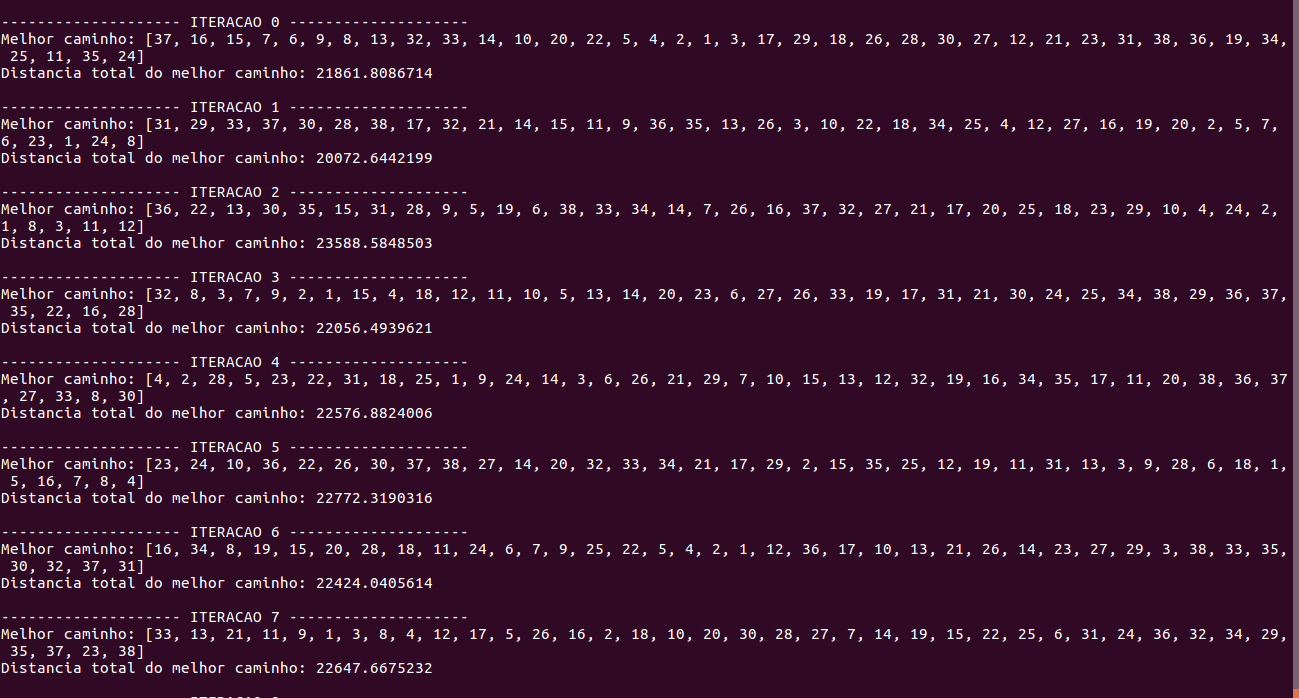 -------------------- ITERACAO 0 --------------------
Melhor caminho: [37, 16, 15, 7, 6, 9, 8, 13, 32, 33, 14, 10, 20, 22, 5, 4, 2, 1, 3, 17, 29, 18, 26, 28, 30, 27, 12, 21, 23, 31, 38, 36, 19, 34,
 25, 11, 35, 24]
Distancia total do melhor caminho: 21861.8086714
-------------------- ITERACAO 1 --------------------
Melhor caminho: [31, 29, 33, 37, 30, 28, 38, 17, 32, 21, 14, 15, 11, 9, 36, 35, 13, 26, 3, 10, 22, 18, 34, 25, 4, 12, 27, 16, 19, 20, 2, 5, 7,
6, 23, 1, 24, 8]
Distancia total do melhor caminho: 20072.6442199
-------------------- ITERACAO 2 --------------------
Melhor caminho: [36, 22, 13, 30, 35, 15, 31, 28, 9, 5, 19, 6, 38, 33, 34, 14, 7, 26, 16, 37, 32, 27, 21, 17, 20, 25, 18, 23, 29, 10, 4, 24, 2,
1, 8, 3, 11, 12]
Distancia total do melhor caminho: 23588.5848503
-------------------- ITERACAO 3 --------------------
Melhor caminho: [32, 8, 3, 7, 9, 2, 1, 15, 4, 18, 12, 11, 10, 5, 13, 14, 20, 23, 6, 27, 26, 33, 19, 17, 31, 21, 30, 24, 25, 34, 38, 29, 36, 37,
 35, 22, 16, 28]
Distancia total do melhor caminho: 22056.4939621
-------------------- ITERACAO 4 --------------------
Melhor caminho: [4, 2, 28, 5, 23, 22, 31, 18, 25, 1, 9, 24, 14, 3, 6, 26, 21, 29, 7, 10, 15, 13, 12, 32, 19, 16, 34, 35, 17, 11, 20, 38, 36, 37
, 27, 33, 8, 30]
Distancia total do melhor caminho: 22576.8824006
-------------------- ITERACAO 5 --------------------
Melhor caminho: [23, 24, 10, 36, 22, 26, 30, 37, 38, 27, 14, 20, 32, 33, 34, 21, 17, 29, 2, 15, 35, 25, 12, 19, 11, 31, 13, 3, 9, 28, 6, 18, 1,
 5, 16, 7, 8, 4]
Distancia total do melhor caminho: 22772.3190316
-------------------- ITERACAO 6 --------------------
Melhor caminho: [16, 34, 8, 19, 15, 20, 28, 18, 11, 24, 6, 7, 9, 25, 22, 5, 4, 2, 1, 12, 36, 17, 10, 13, 21, 26, 14, 23, 27, 29, 3, 38, 33, 35,
 30, 32, 37, 31]
Distancia total do melhor caminho: 22424.0405614
-------------------- ITERACAO 7 --------------------
Melhor caminho: [33, 13, 21, 11, 9, 1, 3, 8, 4, 12, 17, 5, 26, 16, 2, 18, 10, 20, 30, 28, 27, 7, 14, 19, 15, 22, 25, 6, 31, 24, 36, 32, 34, 29,
 35, 37, 23, 38]
Distancia total do melhor caminho: 22647.6675232